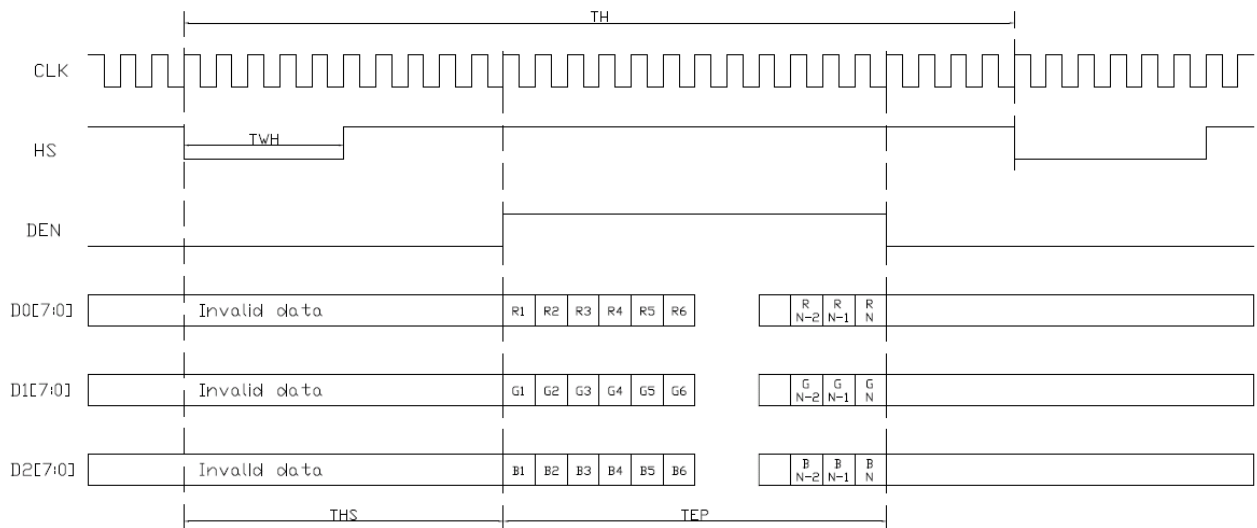 TH
CLK
TWH
HS
DEN
D0[7:0] Invalid data R1 R2 R3 R4 R5 R6 R N-2 R N-1 R N
D1[7:0] Invalid data G1 G2 G3 G4 G5 G6 G N-2 G N-1 G N
D2[7:0] Invalid data B1 B2 B3 B4 B5 B6 B N-2 B N-1 B N
THS TEP